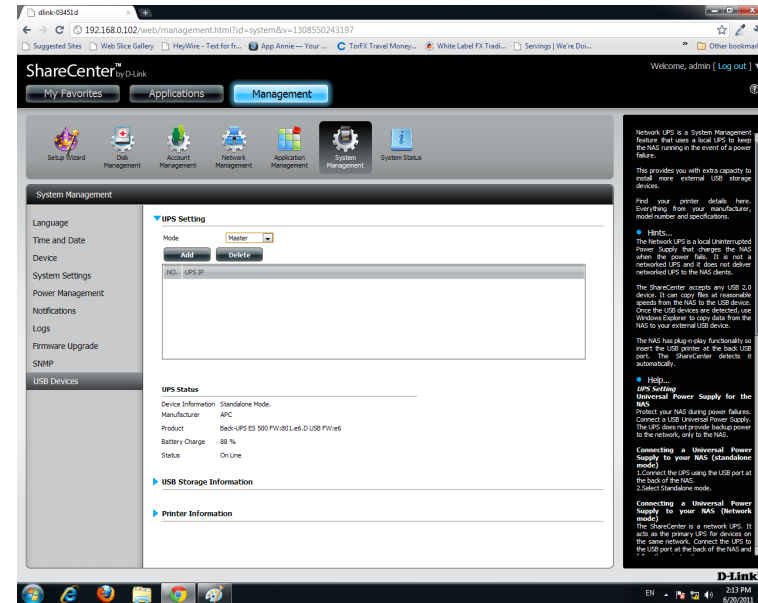 dlink-03451d
192.168.0.102/web/management.html?id=system&v=1308550243197
Suggested Sites Web Slice Gallery HeyWire - Text for fr... App Annie — Your ... TorFX Travel Money... White Label FX Tradi... Servings | We're Doi... » Other bookmar
ShareCenter™ by D-Link
Welcome, admin [ Log out ]
My Favorites Applications Management
Setup Wizard
Disk Management
Account Management
Network Management
Application Management
System Management
System Status
System Management
Language
Time and Date
Device
System Settings
Power Management
Notifications
Logs
Firmware Upgrade
SNMP
USB Devices
UPS Setting
Mode Master
Add Delete
NO. UPS IP
UPS Status
Device Information Standalone Mode.
Manufacturer APC
Product Back-UPS ES 500 FW:801.e6.D USB FW:e6
Battery Charge 88 %
Status On Line
USB Storage Information
Printer Information
Network UPS is a System Management
feature that uses a local UPS to keep
the NAS running in the event of a power
failure.
This provides you with extra capacity to
install more external USB storage
devices.
Find your printer details here.
Everything from your manufacturer,
model number and specifications.
Hints...
The Network UPS is a local Uninterrupted
Power Supply that charges the NAS
when the power fails. It is not a
networked UPS and it does not deliver
networked UPS to the NAS clients.
The ShareCenter accepts any USB 2.0
device. It can copy files at reasonable
speeds from the NAS to the USB device.
Once the USB devices are detected, use
Windows Explorer to copy data from the
NAS to your external USB device.
The NAS has plug-n-play functionality so
insert the USB printer at the back USB
port. The ShareCenter detects it
automatically.
Help...
UPS Setting
Universal Power Supply for the
NAS
Protect your NAS during power failures.
Connect a USB Universal Power Supply.
The UPS does not provide backup power
to the network, only to the NAS.
Connecting a Universal Power
Supply to your NAS (standalone
mode)
1.Connect the UPS using the USB port at
the back of the NAS.
2.Select Standalone mode.
Connecting a Universal Power
Supply to your NAS (Network
mode)
The ShareCenter is a network UPS. It
acts as the primary UPS for devices on
the same network. Connect the UPS to
the USB port at the back of the NAS and
D-Link
EN
2:13 PM
6/20/2011